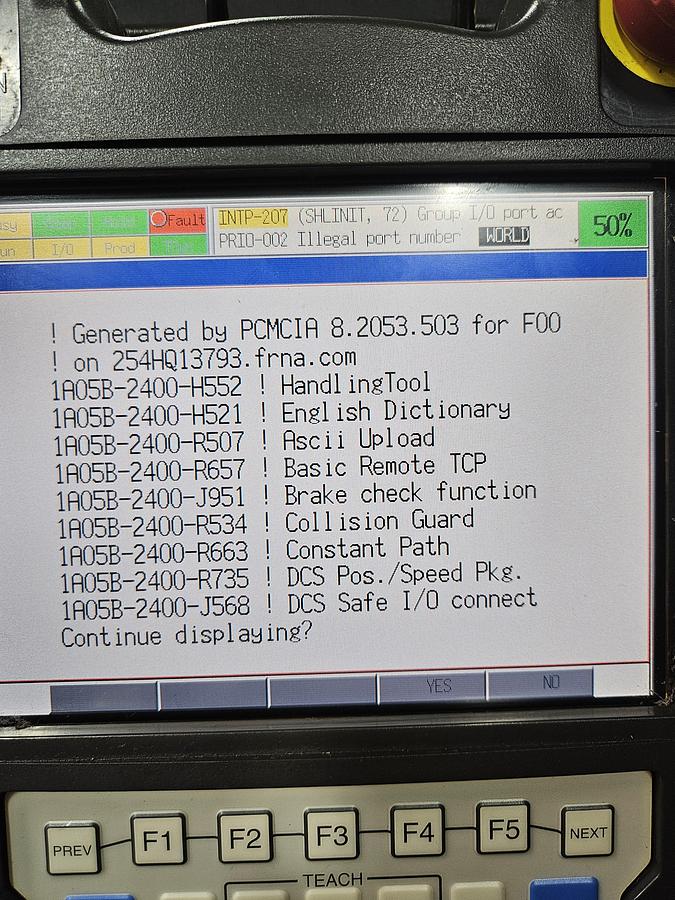 Fault
I/O
Prod
INTP-207 (SHLINIT, 72) Group I/O port ac
PRIO-002 Illegal port number WORLD
50%
! Generated by PCMCIA 8.2053.503 for F00
! on 254HQ13793.frna.com
1A05B-2400-H552 ! HandlingTool
1A05B-2400-H521 ! English Dictionary
1A05B-2400-R507 ! Ascii Upload
1A05B-2400-R657 ! Basic Remote TCP
1A05B-2400-J951 ! Brake check function
1A05B-2400-R534 ! Collision Guard
1A05B-2400-R663 ! Constant Path
1A05B-2400-R735 ! DCS Pos./Speed Pkg.
1A05B-2400-J568 ! DCS Safe I/O connect
Continue displaying?
YES NO
PREV F1 F2 F3 F4 F5 NEXT
TEACH